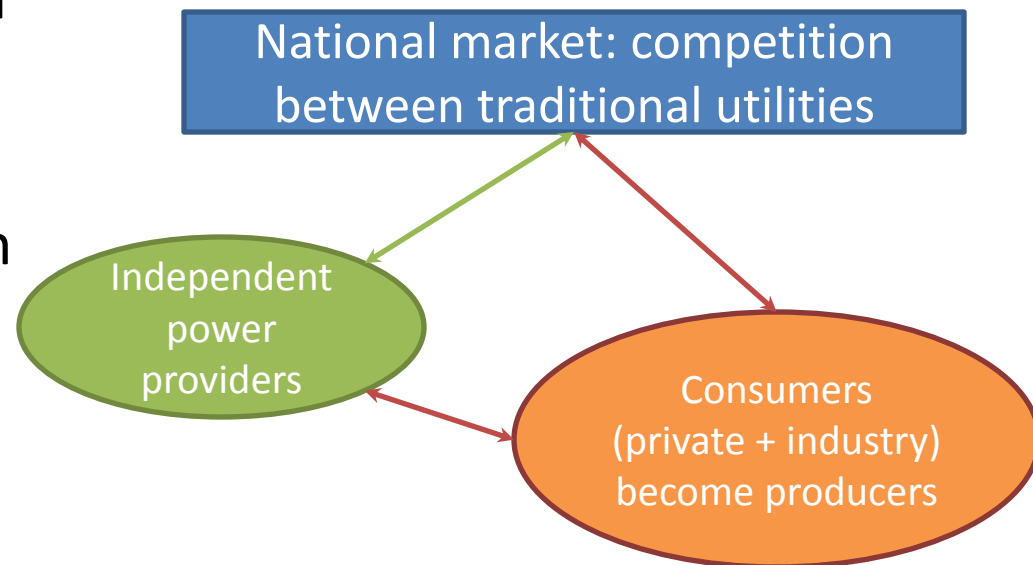 National market: competition
between traditional utilities
Independent
power
providers
Consumers
(private + industry)
become producers